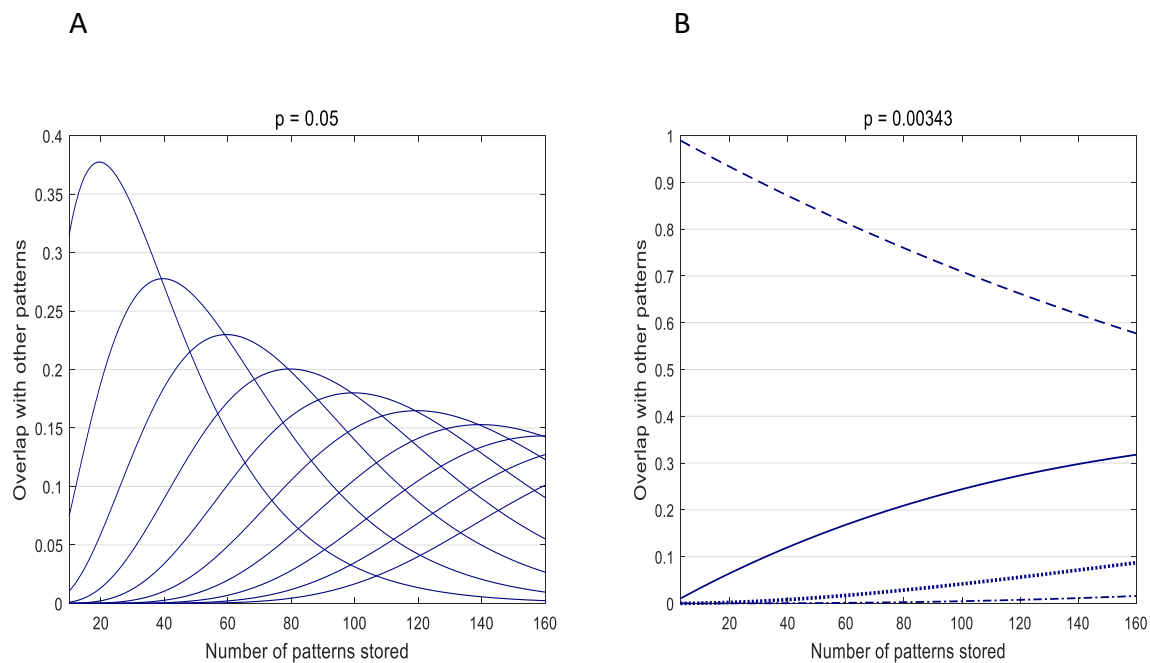 A
B
p = 0.05
0.4
0.35
0.3
0.25
0.2
0.15
0.1
0.05
0
Overlap with other patterns
20 40 60 80 100 120 140 160
Number of patterns stored
p = 0.00343
1
0.9
0.8
0.7
0.6
0.5
0.4
0.3
0.2
0.1
0
Overlap with other patterns
20 40 60 80 100 120 140 160
Number of patterns stored